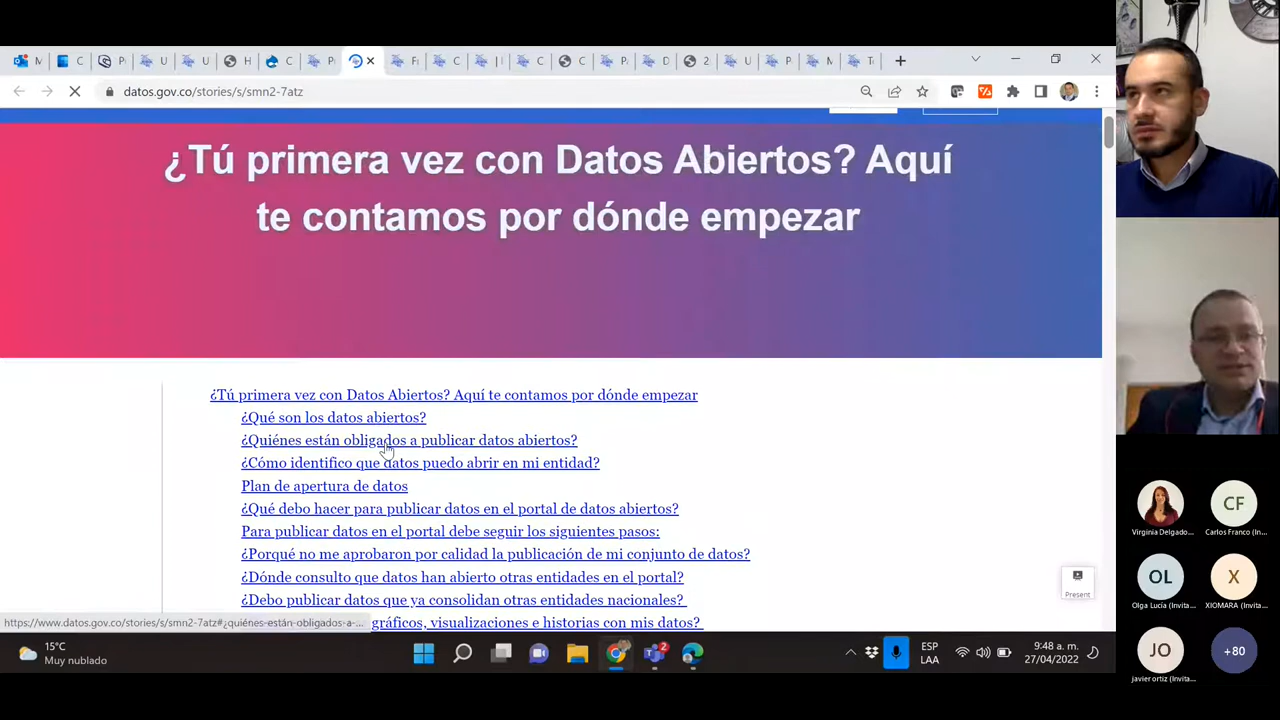 M
C
P
U
U
H
C
P
F
C
|
C
C
P
D
2
U
P
M
T
datos.gov.co/stories/s/smn2-7atz
¿Tú primera vez con Datos Abiertos? Aquí
te contamos por dónde empezar
¿Tú primera vez con Datos Abiertos? Aquí te contamos por dónde empezar
¿Qué son los datos abiertos?
¿Quiénes están obligados a publicar datos abiertos?
¿Cómo identifico que datos puedo abrir en mi entidad?
Plan de apertura de datos
¿Qué debo hacer para publicar datos en el portal de datos abiertos?
Para publicar datos en el portal debe seguir los siguientes pasos:
¿Porqué no me aprobaron por calidad la publicación de mi conjunto de datos?
¿Dónde consulto que datos han abierto otras entidades en el portal?
¿Debo publicar datos que ya consolidan otras entidades nacionales?
gráficos, visualizaciones e historias con mis datos?
Present
https://www.datos.gov.co/stories/s/smn2-7atz#¿quiénes-están-obligados-a-...
15°C
Muy nublado
2
ESP
LAA
9:48 a. m.
27/04/2022
CF
Virginia Delgado...
Carlos Franco (In...
OL
X
Olga Lucía (Invita...
XIOMARA (Invita...
JO
+80
javier ortiz (Invita...